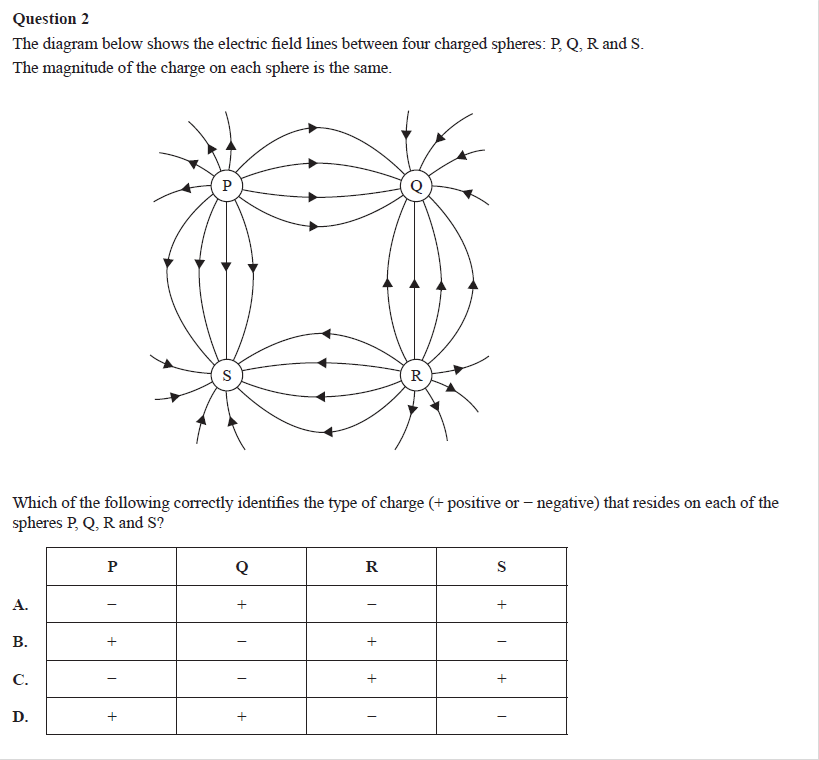 Question 2
The diagram below shows the electric field lines between four charged spheres: P, Q, R and S.
The magnitude of the charge on each sphere is the same.
P
Q
S
R
Which of the following correctly identifies the type of charge (+ positive or − negative) that resides on each of the
spheres P, Q, R and S?
P Q R S
A. − + − +
B. + − + −
C. − − + +
D. + + − −